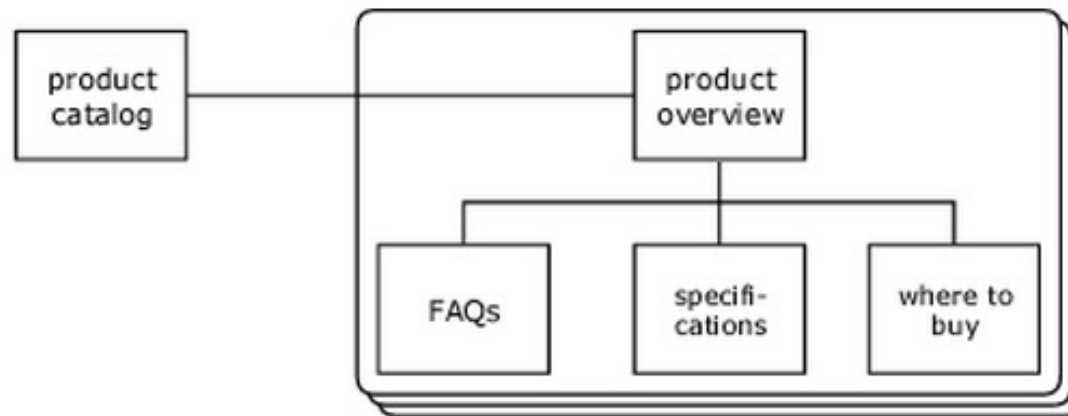 product
catalog
product
overview
FAQs
specifi-
cations
where to
buy